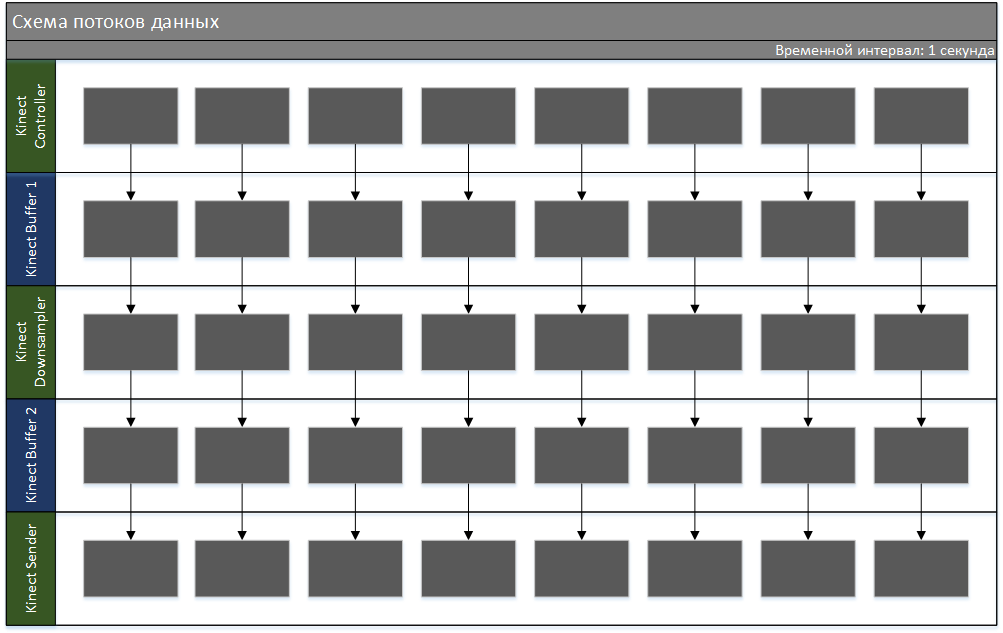 Схема потоков данных
Временной интервал: 1 секунда
Kinect
Controller
Kinect Buffer 1
Kinect
Downsampler
Kinect Buffer 2
Kinect Sender